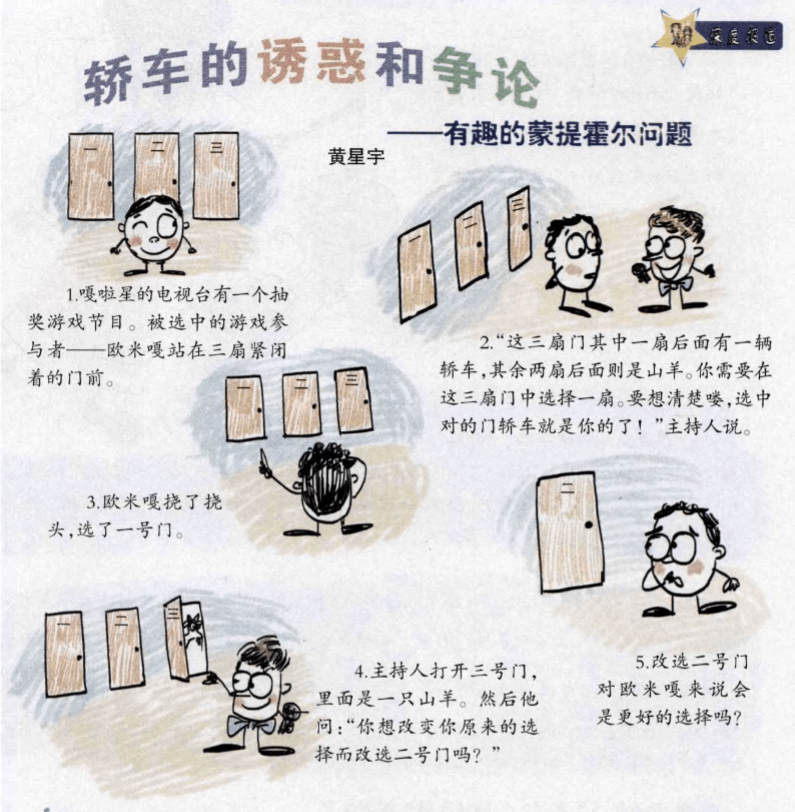 深度报道
轿车的诱惑和争论
——有趣的蒙提霍尔问题
黄星宇
一 二 三
1.嘎啦星的电视台有一个抽
奖游戏节目。被选中的游戏参
与者——欧米嘎站在三扇紧闭
着的门前。
一 二 三
2.“这三扇门其中一扇后面有一辆
轿车,其余两扇后面则是山羊。你需要在
这三扇门中选择一扇。要想清楚喽,选中
对的门轿车就是你的了！”主持人说。
一 二 三
3.欧米嘎挠了挠
头,选了一号门。
一 二 三
4.主持人打开三号门,
里面是一只山羊。然后他
问:“你想改变你原来的选
择而改选二号门吗？”
二
5.改选二号门
对欧米嘎来说会
是更好的选择吗?